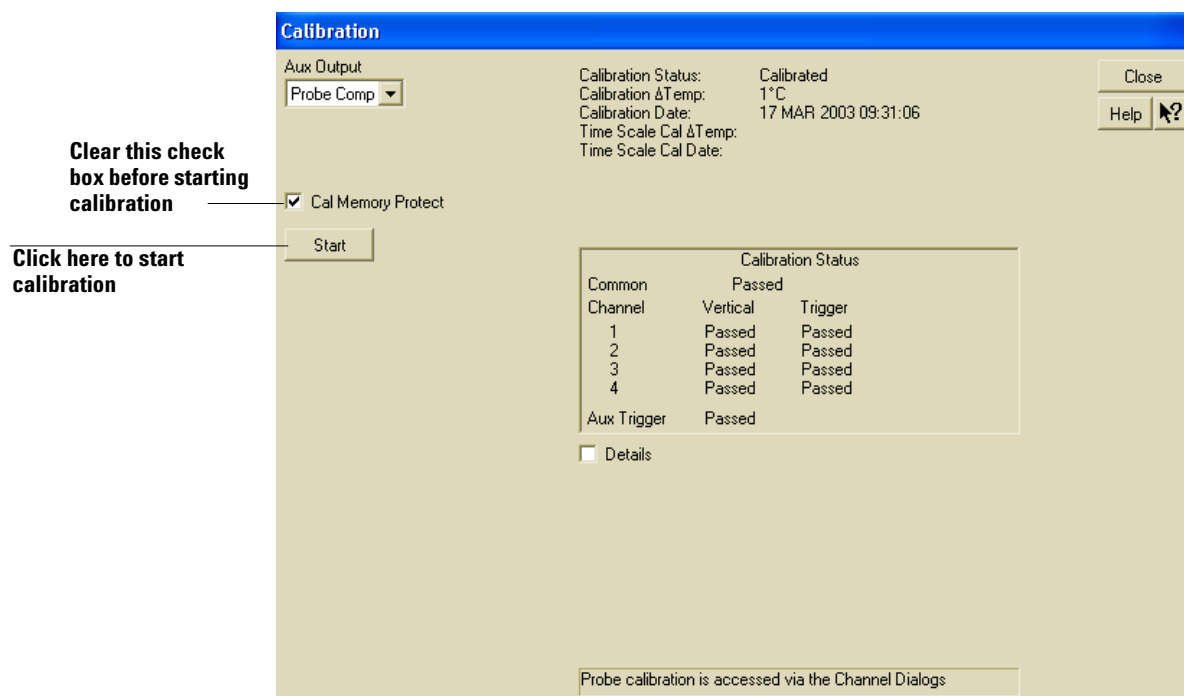 Calibration
Aux Output
Probe Comp
Calibration Status: Calibrated
Calibration ΔTemp: 1°C
Calibration Date: 17 MAR 2003 09:31:06
Time Scale Cal ΔTemp:
Time Scale Cal Date:
Close
Help ?
Clear this check
box before starting
calibration
Cal Memory Protect
Start
Click here to start
calibration
Calibration Status
Common Passed
Channel Vertical Trigger
1 Passed Passed
2 Passed Passed
3 Passed Passed
4 Passed Passed
Aux Trigger Passed
Details
Probe calibration is accessed via the Channel Dialogs